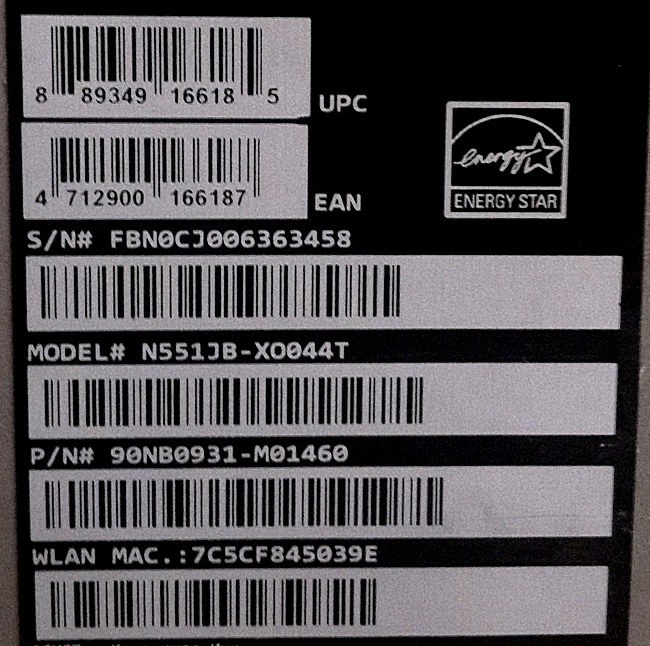 8 89349 16618 5 UPC
4 712900 166187 EAN
energy
ENERGY STAR
S/N# FBN0CJ006363458
MODEL# N551JB-XO044T
P/N# 90NB0931-M01460
WLAN MAC.:7C5CF845039E